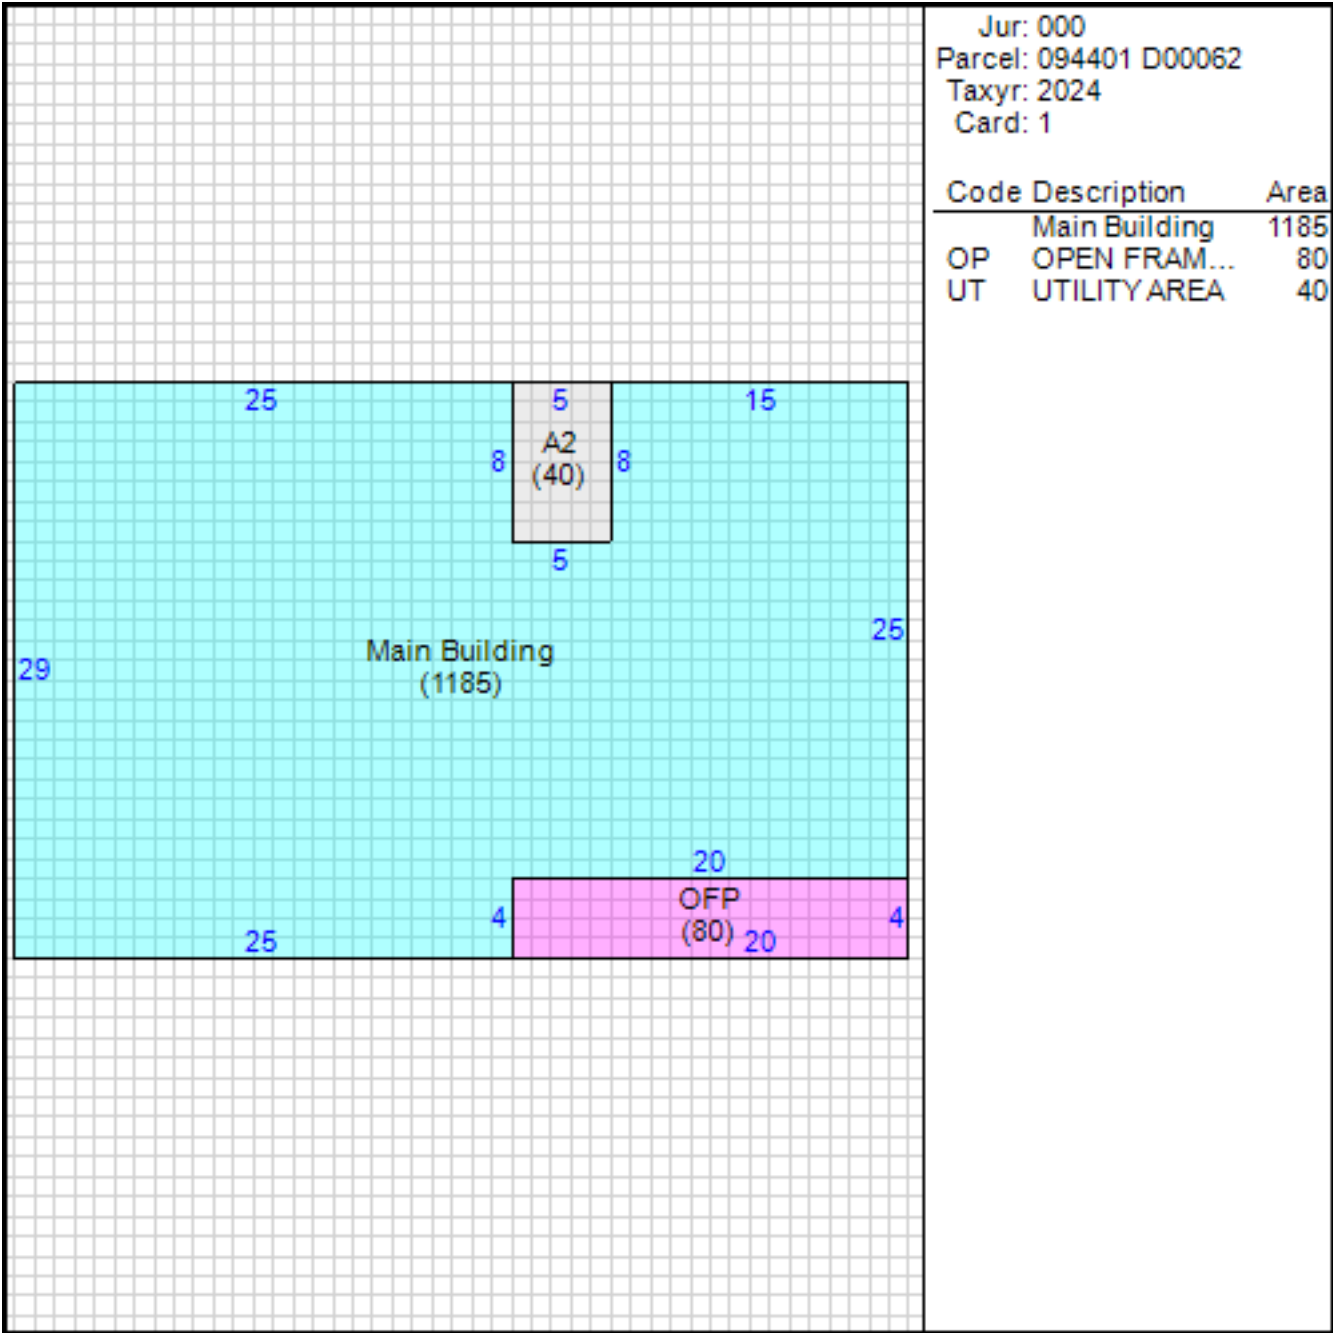 Jur: 000
Parcel: 094401 D00062
Taxyr: 2024
Card: 1
Code Description Area
Main Building 1185
OP OPEN FRAM... 80
UT UTILITY AREA 40
25 5 15
A2
8 (40) 8
5
25
Main Building
29
(1185)
20
OFP
4 4
(80) 20
25